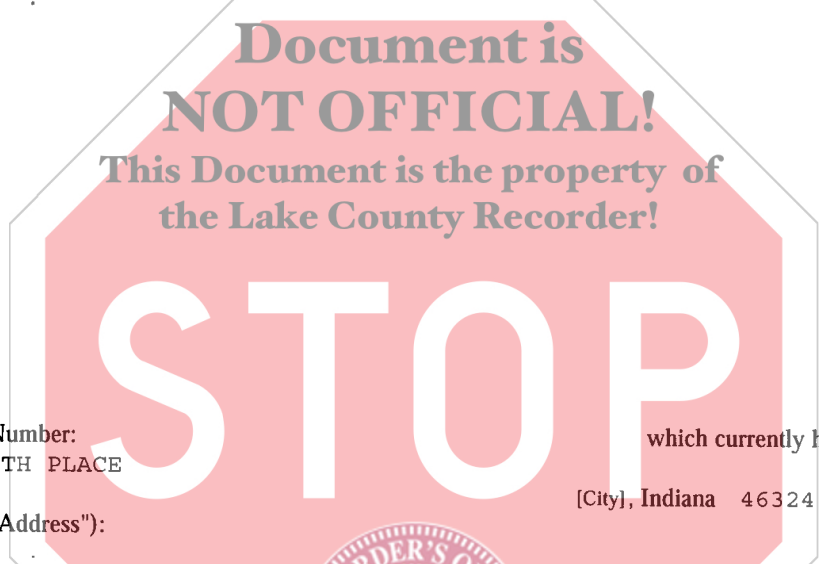 Document is
NOT OFFICIAL!
This Document is the property of
the Lake County Recorder!
STOP
Number:
which currently h
TH PLACE
[City], Indiana 46324
Address"):
RDER'S O